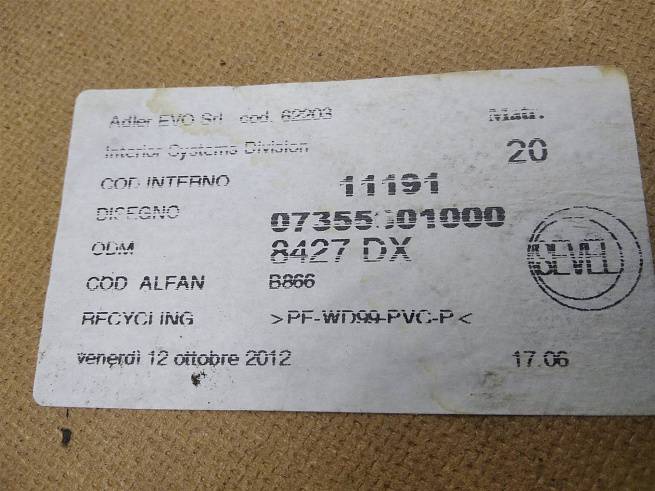 Adler EVO Srl cod. 62203 Matr.
Interior Systems Division 20
COD INTERNO 11191
DISEGNO
ODM 8427 DX
SEVEL
COD ALFAN B866
RECYCLING >PF-WD99-PVC-P<
venerdì 12 ottobre 2012 17.06